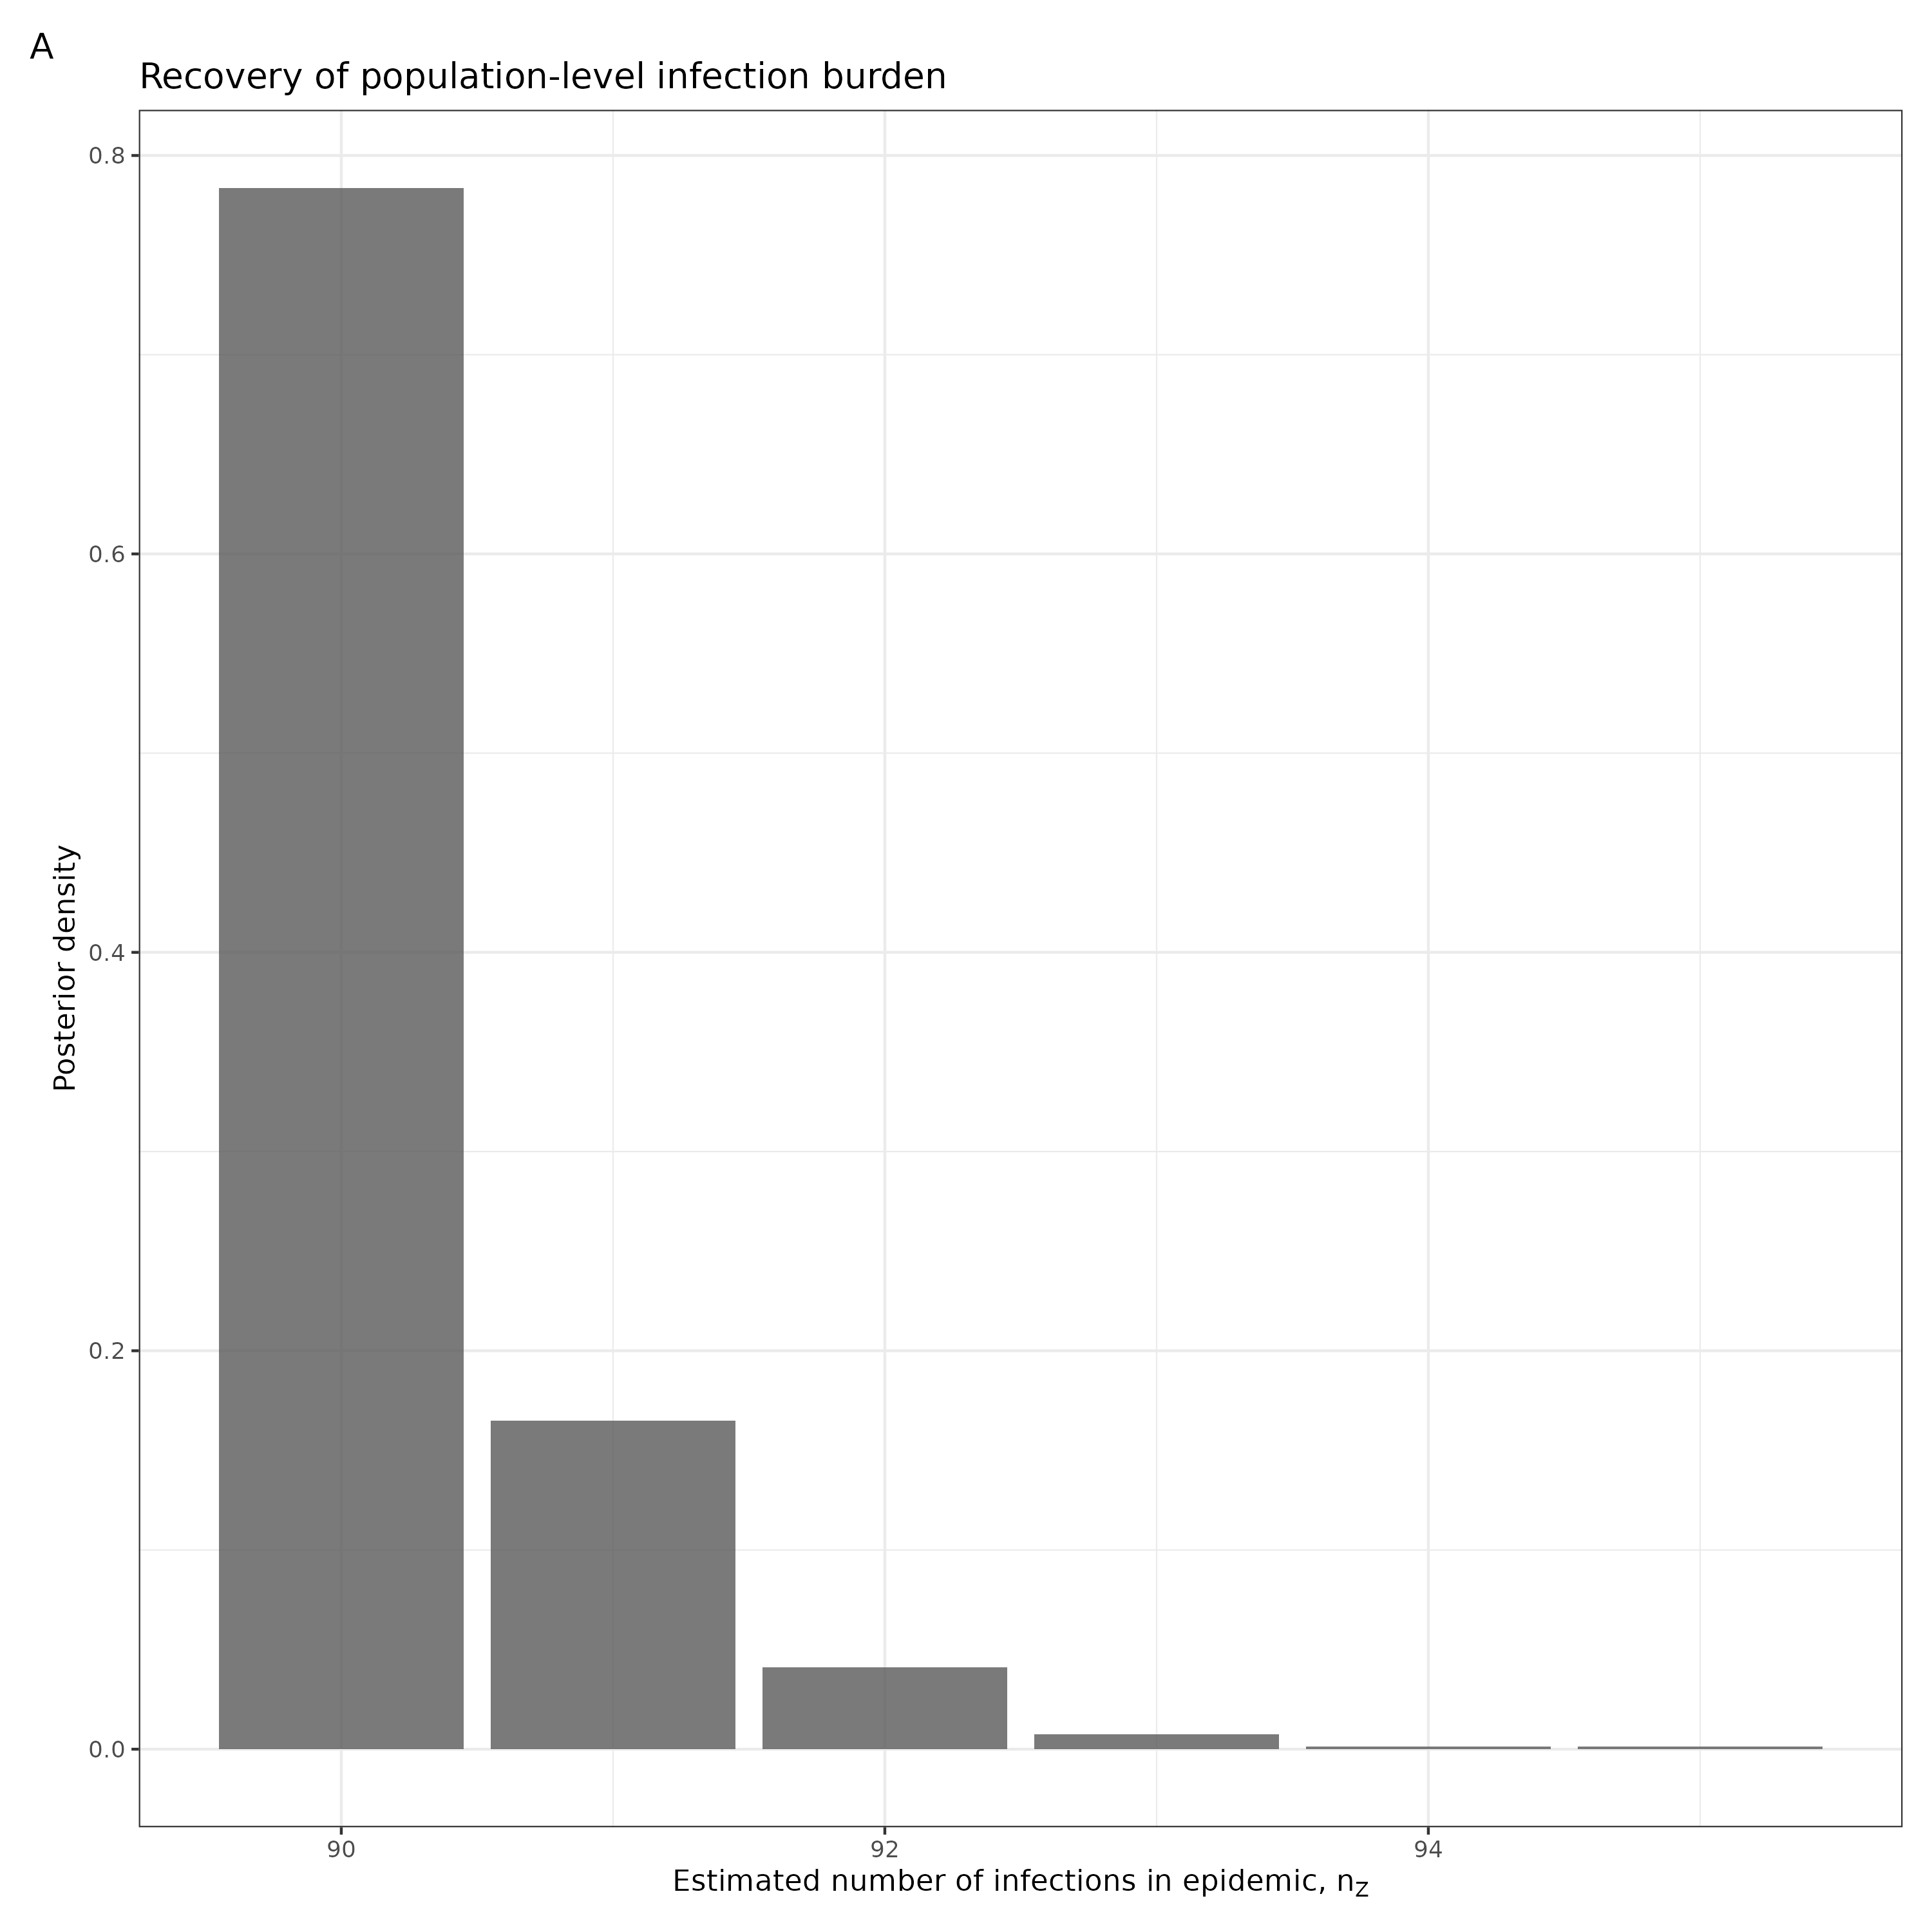 A
Recovery of population-level infection burden
Posterior density
0.8
0.6
0.4
0.2
0.0
90
92
94
Estimated number of infections in epidemic, nZ